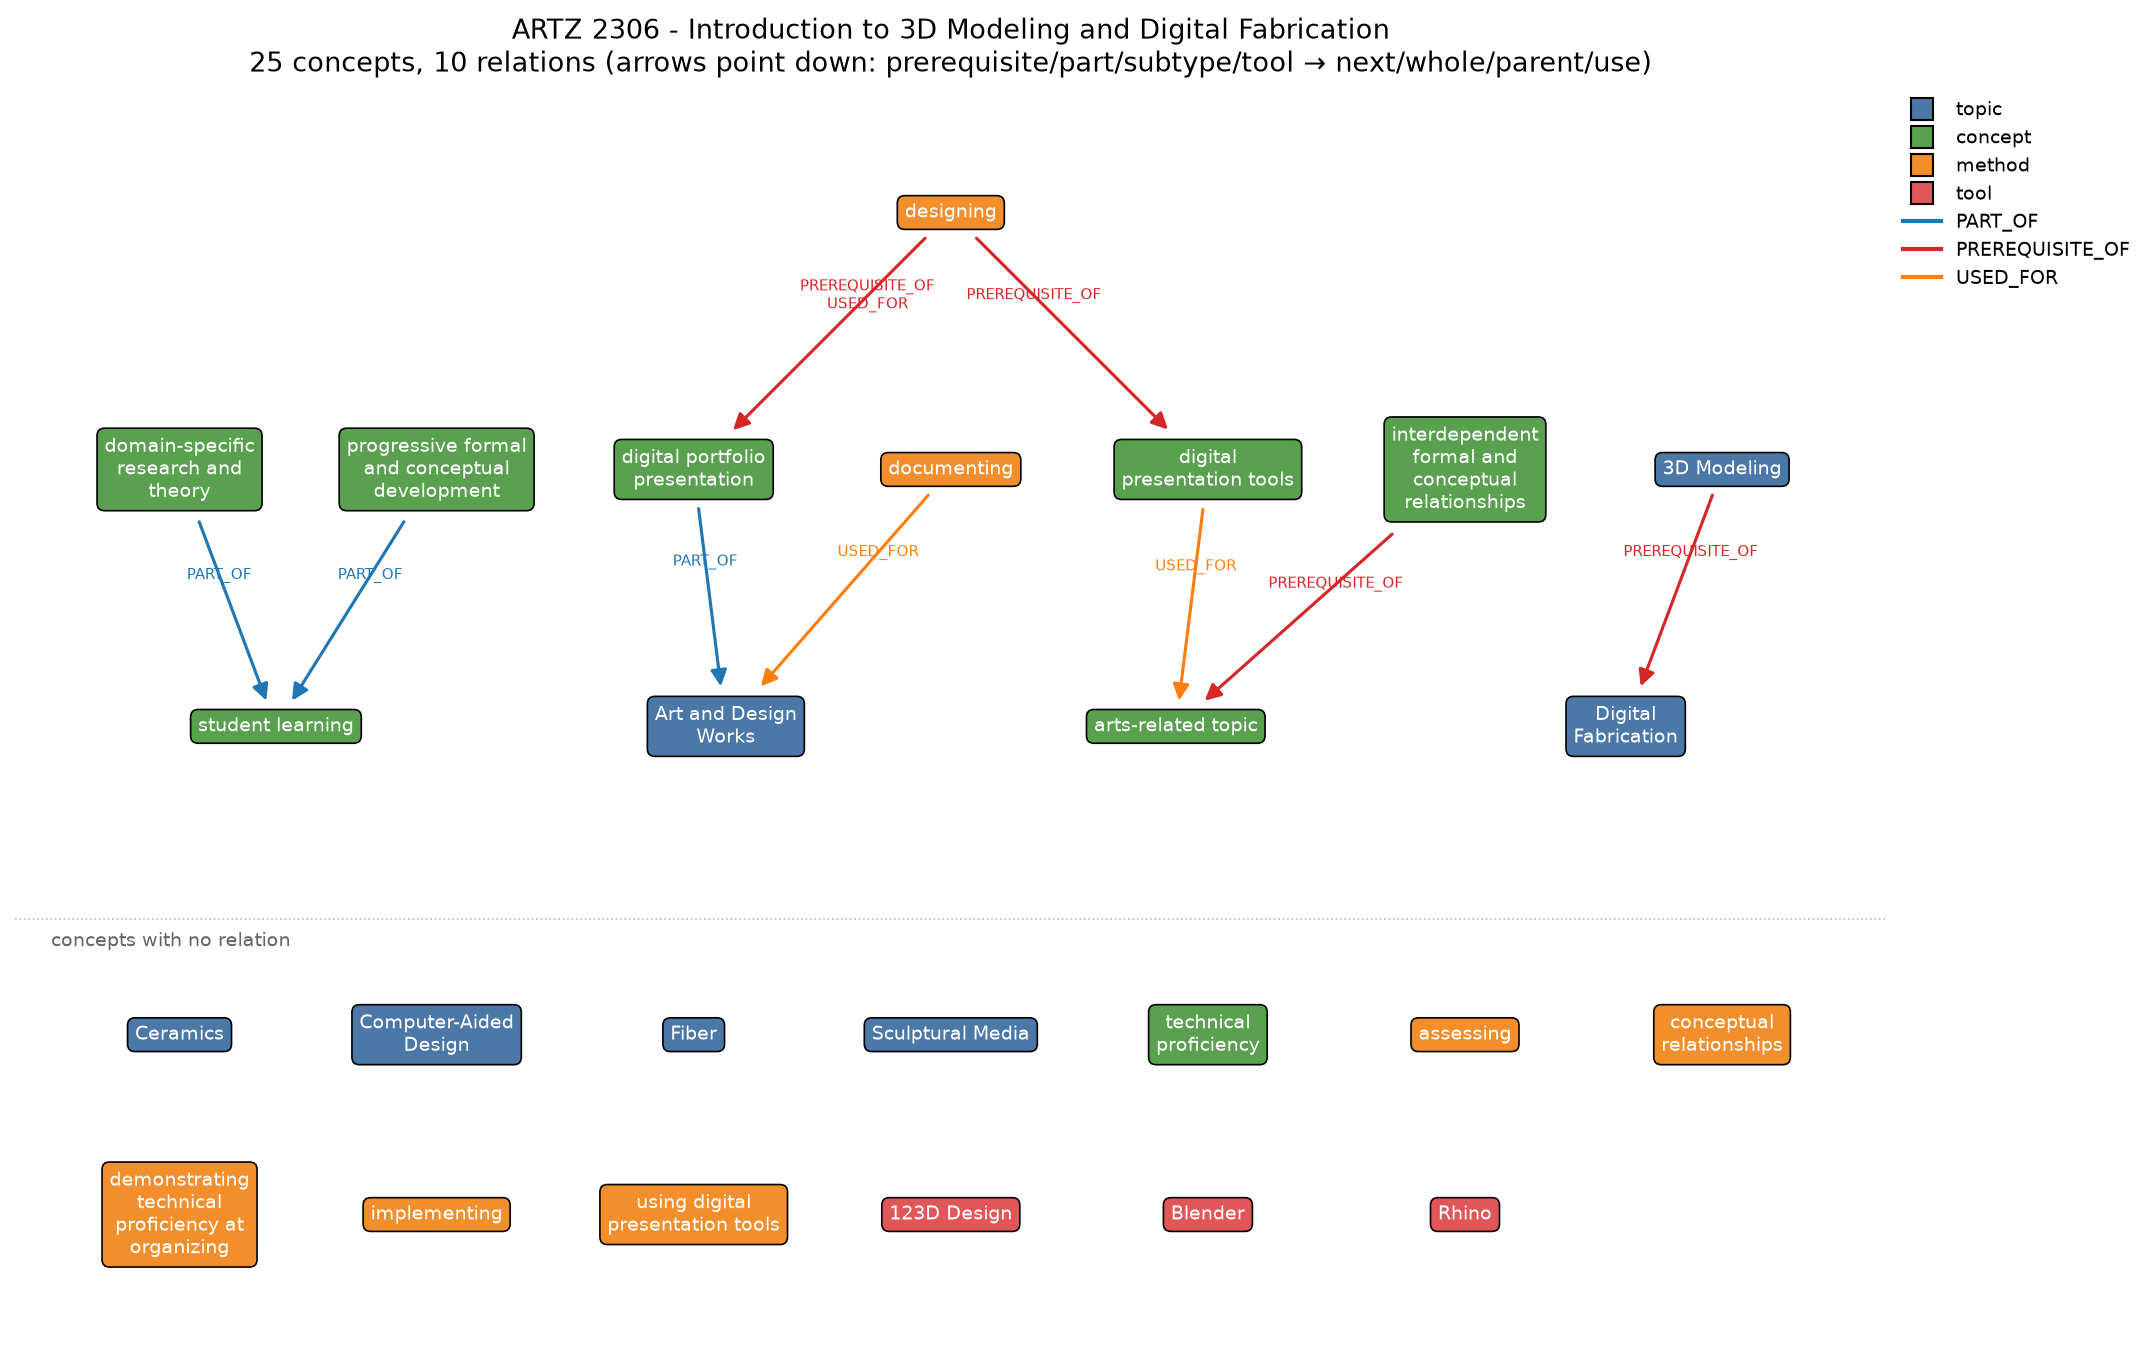 ARTZ 2306 - Introduction to 3D Modeling and Digital Fabrication
25 concepts, 10 relations (arrows point down: prerequisite/part/subtype/tool → next/whole/parent/use)
topic
concept
method
tool
PART_OF
PREREQUISITE_OF
USED_FOR
designing
PREREQUISITE_OF
USED_FOR
PREREQUISITE_OF
domain-specific
research and
theory
progressive formal
and conceptual
development
digital portfolio
presentation
documenting
digital
presentation tools
interdependent
formal and
conceptual
relationships
3D Modeling
PART_OF
PART_OF
PART_OF
USED_FOR
USED_FOR
PREREQUISITE_OF
PREREQUISITE_OF
student learning
Art and Design
Works
arts-related topic
Digital
Fabrication
concepts with no relation
Ceramics
Computer-Aided
Design
Fiber
Sculptural Media
technical
proficiency
assessing
conceptual
relationships
demonstrating
technical
proficiency at
organizing
implementing
using digital
presentation tools
123D Design
Blender
Rhino